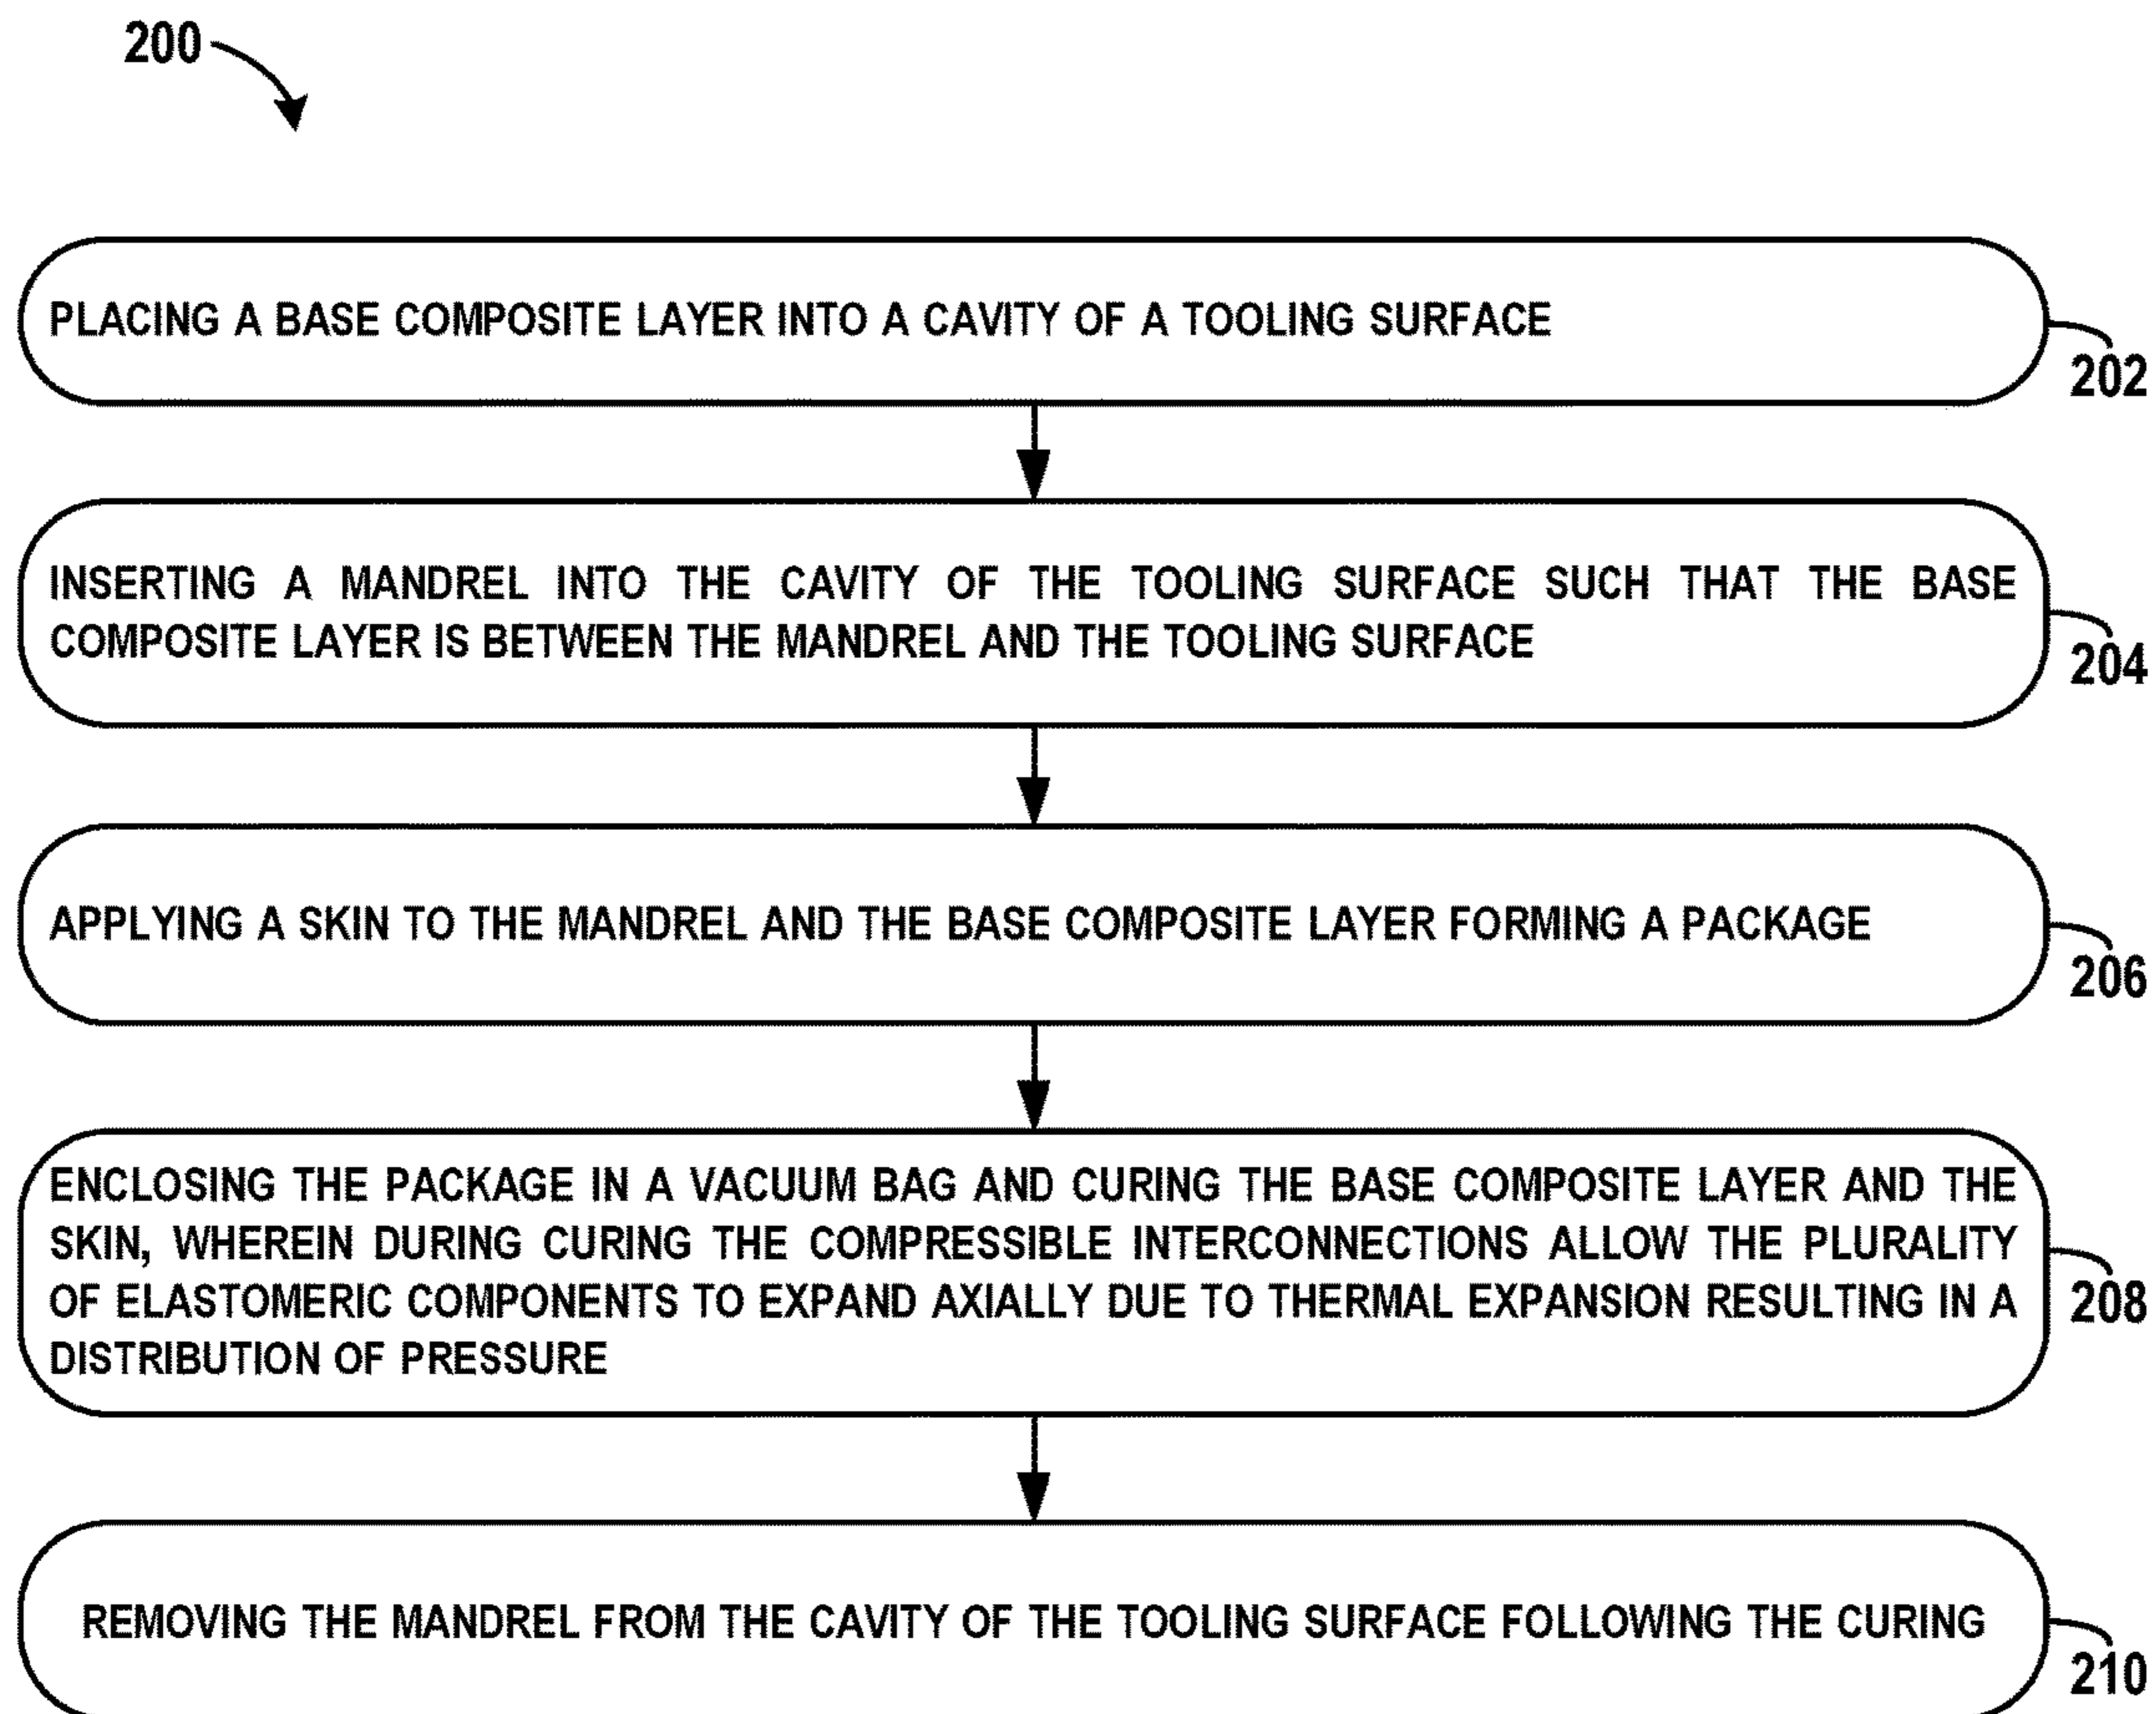 200
PLACING A BASE COMPOSITE LAYER INTO A CAVITY OF A TOOLING SURFACE
202
INSERTING A MANDREL INTO THE CAVITY OF THE TOOLING SURFACE SUCH THAT THE BASE
COMPOSITE LAYER IS BETWEEN THE MANDREL AND THE TOOLING SURFACE
204
APPLYING A SKIN TO THE MANDREL AND THE BASE COMPOSITE LAYER FORMING A PACKAGE
206
ENCLOSING THE PACKAGE IN A VACUUM BAG AND CURING THE BASE COMPOSITE LAYER AND THE
SKIN, WHEREIN DURING CURING THE COMPRESSIBLE INTERCONNECTIONS ALLOW THE PLURALITY
OF ELASTOMERIC COMPONENTS TO EXPAND AXIALLY DUE TO THERMAL EXPANSION RESULTING IN A
DISTRIBUTION OF PRESSURE
208
REMOVING THE MANDREL FROM THE CAVITY OF THE TOOLING SURFACE FOLLOWING THE CURING
210